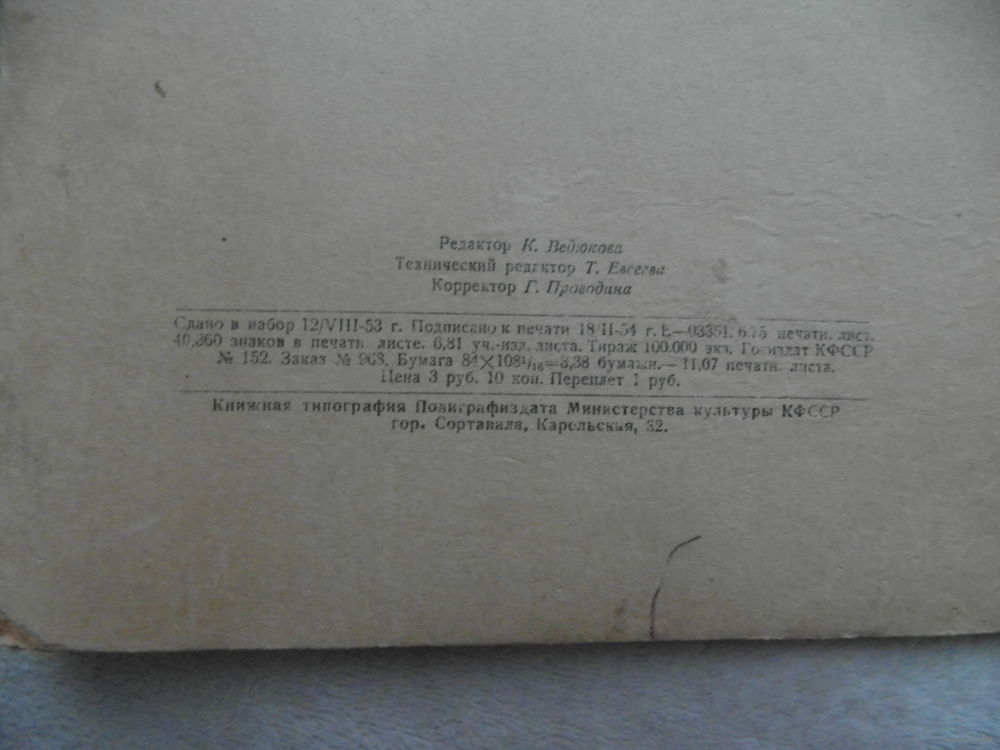 Редактор К. Ведюкова
Технический редактор Т. Евсеева
Корректор Г. Проводина
Сдано в набор 12/VIII-53 г. Подписано к печати 18/II-54 г. Е—03351. 6,75 печатн. лист.
40,360 знаков в печатн. листе. 6,81 уч.-изд. листа. Тираж 100.000 экз. Госиздат КФССР
№ 152. Заказ № 968. Бумага 84×108¹/₁₆=3,38 бумажн.— 11,07 печатн. листа.
Цена 3 руб. 10 коп. Переплет 1 руб.
Книжная типография Полиграфиздата Министерства культуры КФССР
гор. Сортавала, Карельская, 32.